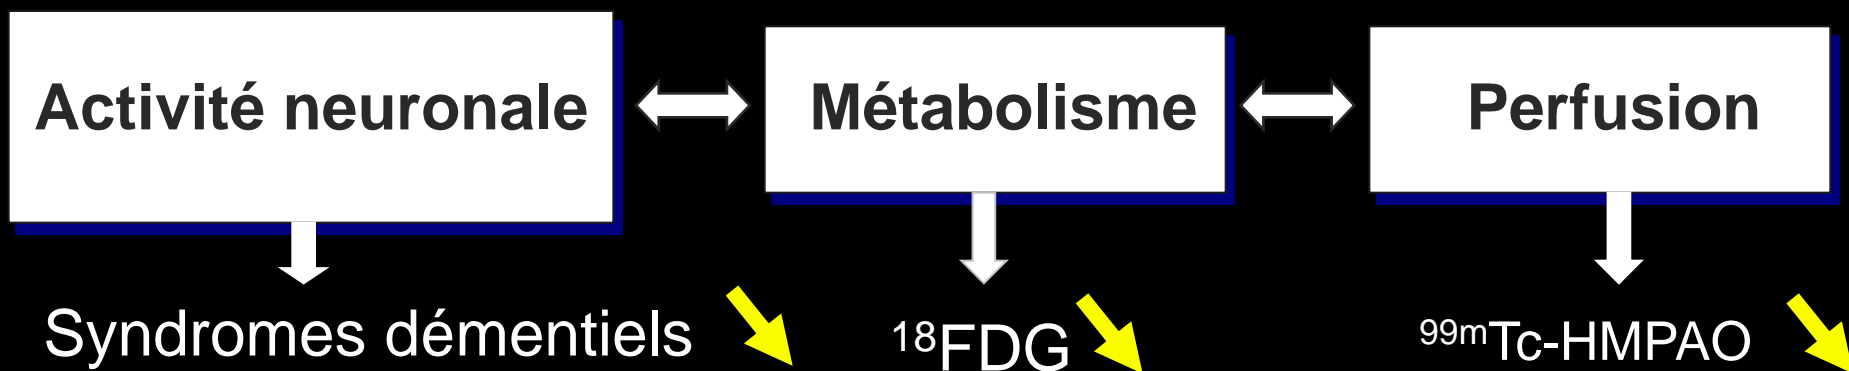 Activité neuronale
Métabolisme
Perfusion
Syndromes démentiels
18FDG
99mTc-HMPAO